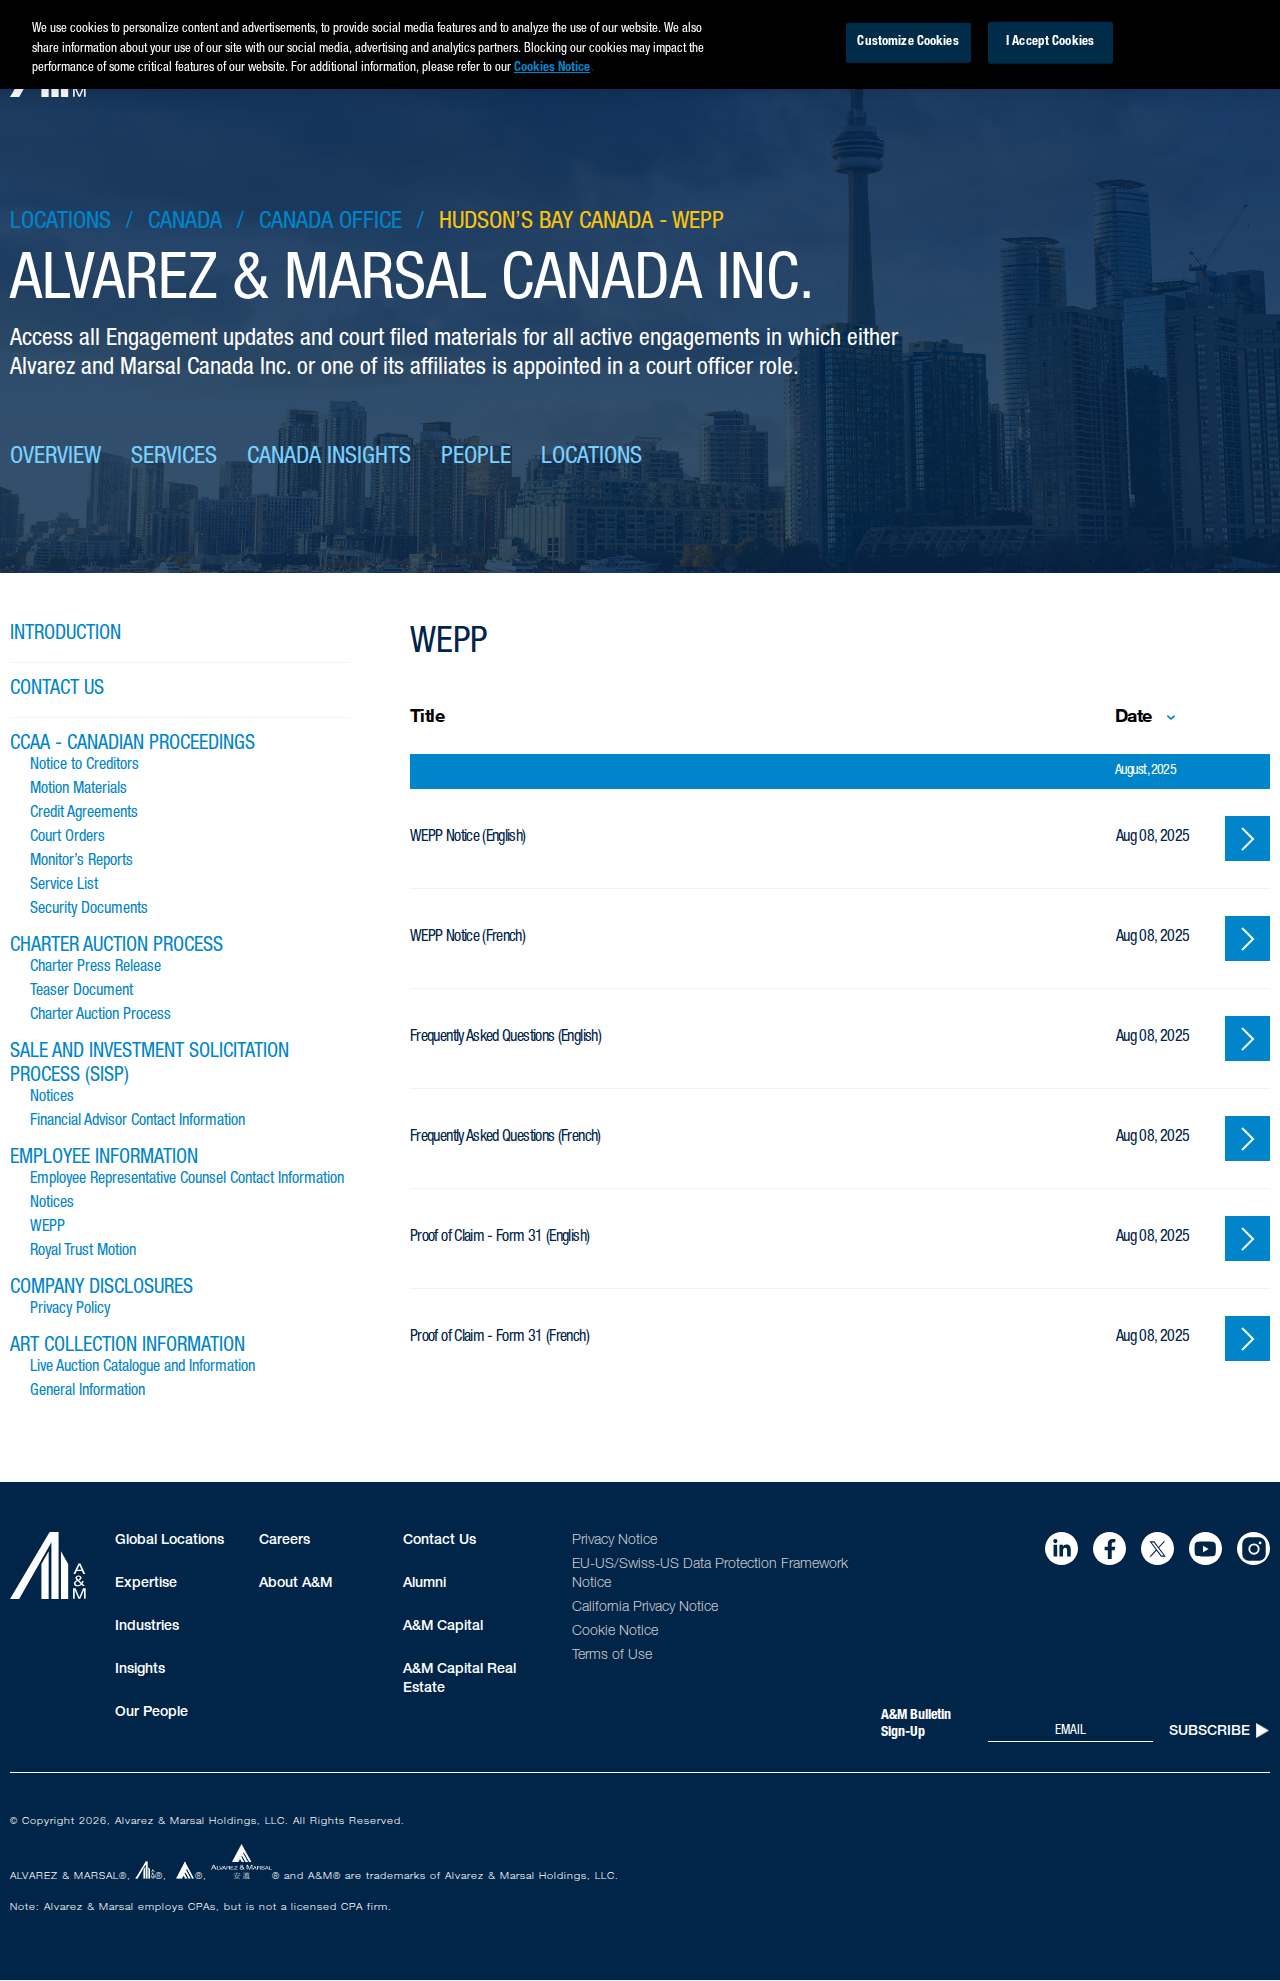 We use cookies to personalize content and advertisements, to provide social media features and to analyze the use of our website. We also
share information about your use of our site with our social media, advertising and analytics partners. Blocking our cookies may impact the
performance of some critical features of our website. For additional information, please refer to our Cookies Notice
Customize Cookies
I Accept Cookies
M
LOCATIONS / CANADA / CANADA OFFICE / HUDSON’S BAY CANADA - WEPP
ALVAREZ & MARSAL CANADA INC.
Access all Engagement updates and court filed materials for all active engagements in which either
Alvarez and Marsal Canada Inc. or one of its affiliates is appointed in a court officer role.
OVERVIEW SERVICES CANADA INSIGHTS PEOPLE LOCATIONS
INTRODUCTION
CONTACT US
CCAA - CANADIAN PROCEEDINGS
Notice to Creditors
Motion Materials
Credit Agreements
Court Orders
Monitor’s Reports
Service List
Security Documents
CHARTER AUCTION PROCESS
Charter Press Release
Teaser Document
Charter Auction Process
SALE AND INVESTMENT SOLICITATION
PROCESS (SISP)
Notices
Financial Advisor Contact Information
EMPLOYEE INFORMATION
Employee Representative Counsel Contact Information
Notices
WEPP
Royal Trust Motion
COMPANY DISCLOSURES
Privacy Policy
ART COLLECTION INFORMATION
Live Auction Catalogue and Information
General Information
WEPP
Title Date
August, 2025
WEPP Notice (English) Aug 08, 2025
WEPP Notice (French) Aug 08, 2025
Frequently Asked Questions (English) Aug 08, 2025
Frequently Asked Questions (French) Aug 08, 2025
Proof of Claim - Form 31 (English) Aug 08, 2025
Proof of Claim - Form 31 (French) Aug 08, 2025
A
&
M
Global Locations
Expertise
Industries
Insights
Our People
Careers
About A&M
Contact Us
Alumni
A&M Capital
A&M Capital Real
Estate
Privacy Notice
EU-US/Swiss-US Data Protection Framework
Notice
California Privacy Notice
Cookie Notice
Terms of Use
A&M Bulletin
Sign-Up
EMAIL
SUBSCRIBE
© Copyright 2026, Alvarez & Marsal Holdings, LLC. All Rights Reserved.
ALVAREZ & MARSAL®, ®, ®, ALVAREZ & MARSAL ® and A&M® are trademarks of Alvarez & Marsal Holdings, LLC.
Note: Alvarez & Marsal employs CPAs, but is not a licensed CPA firm.